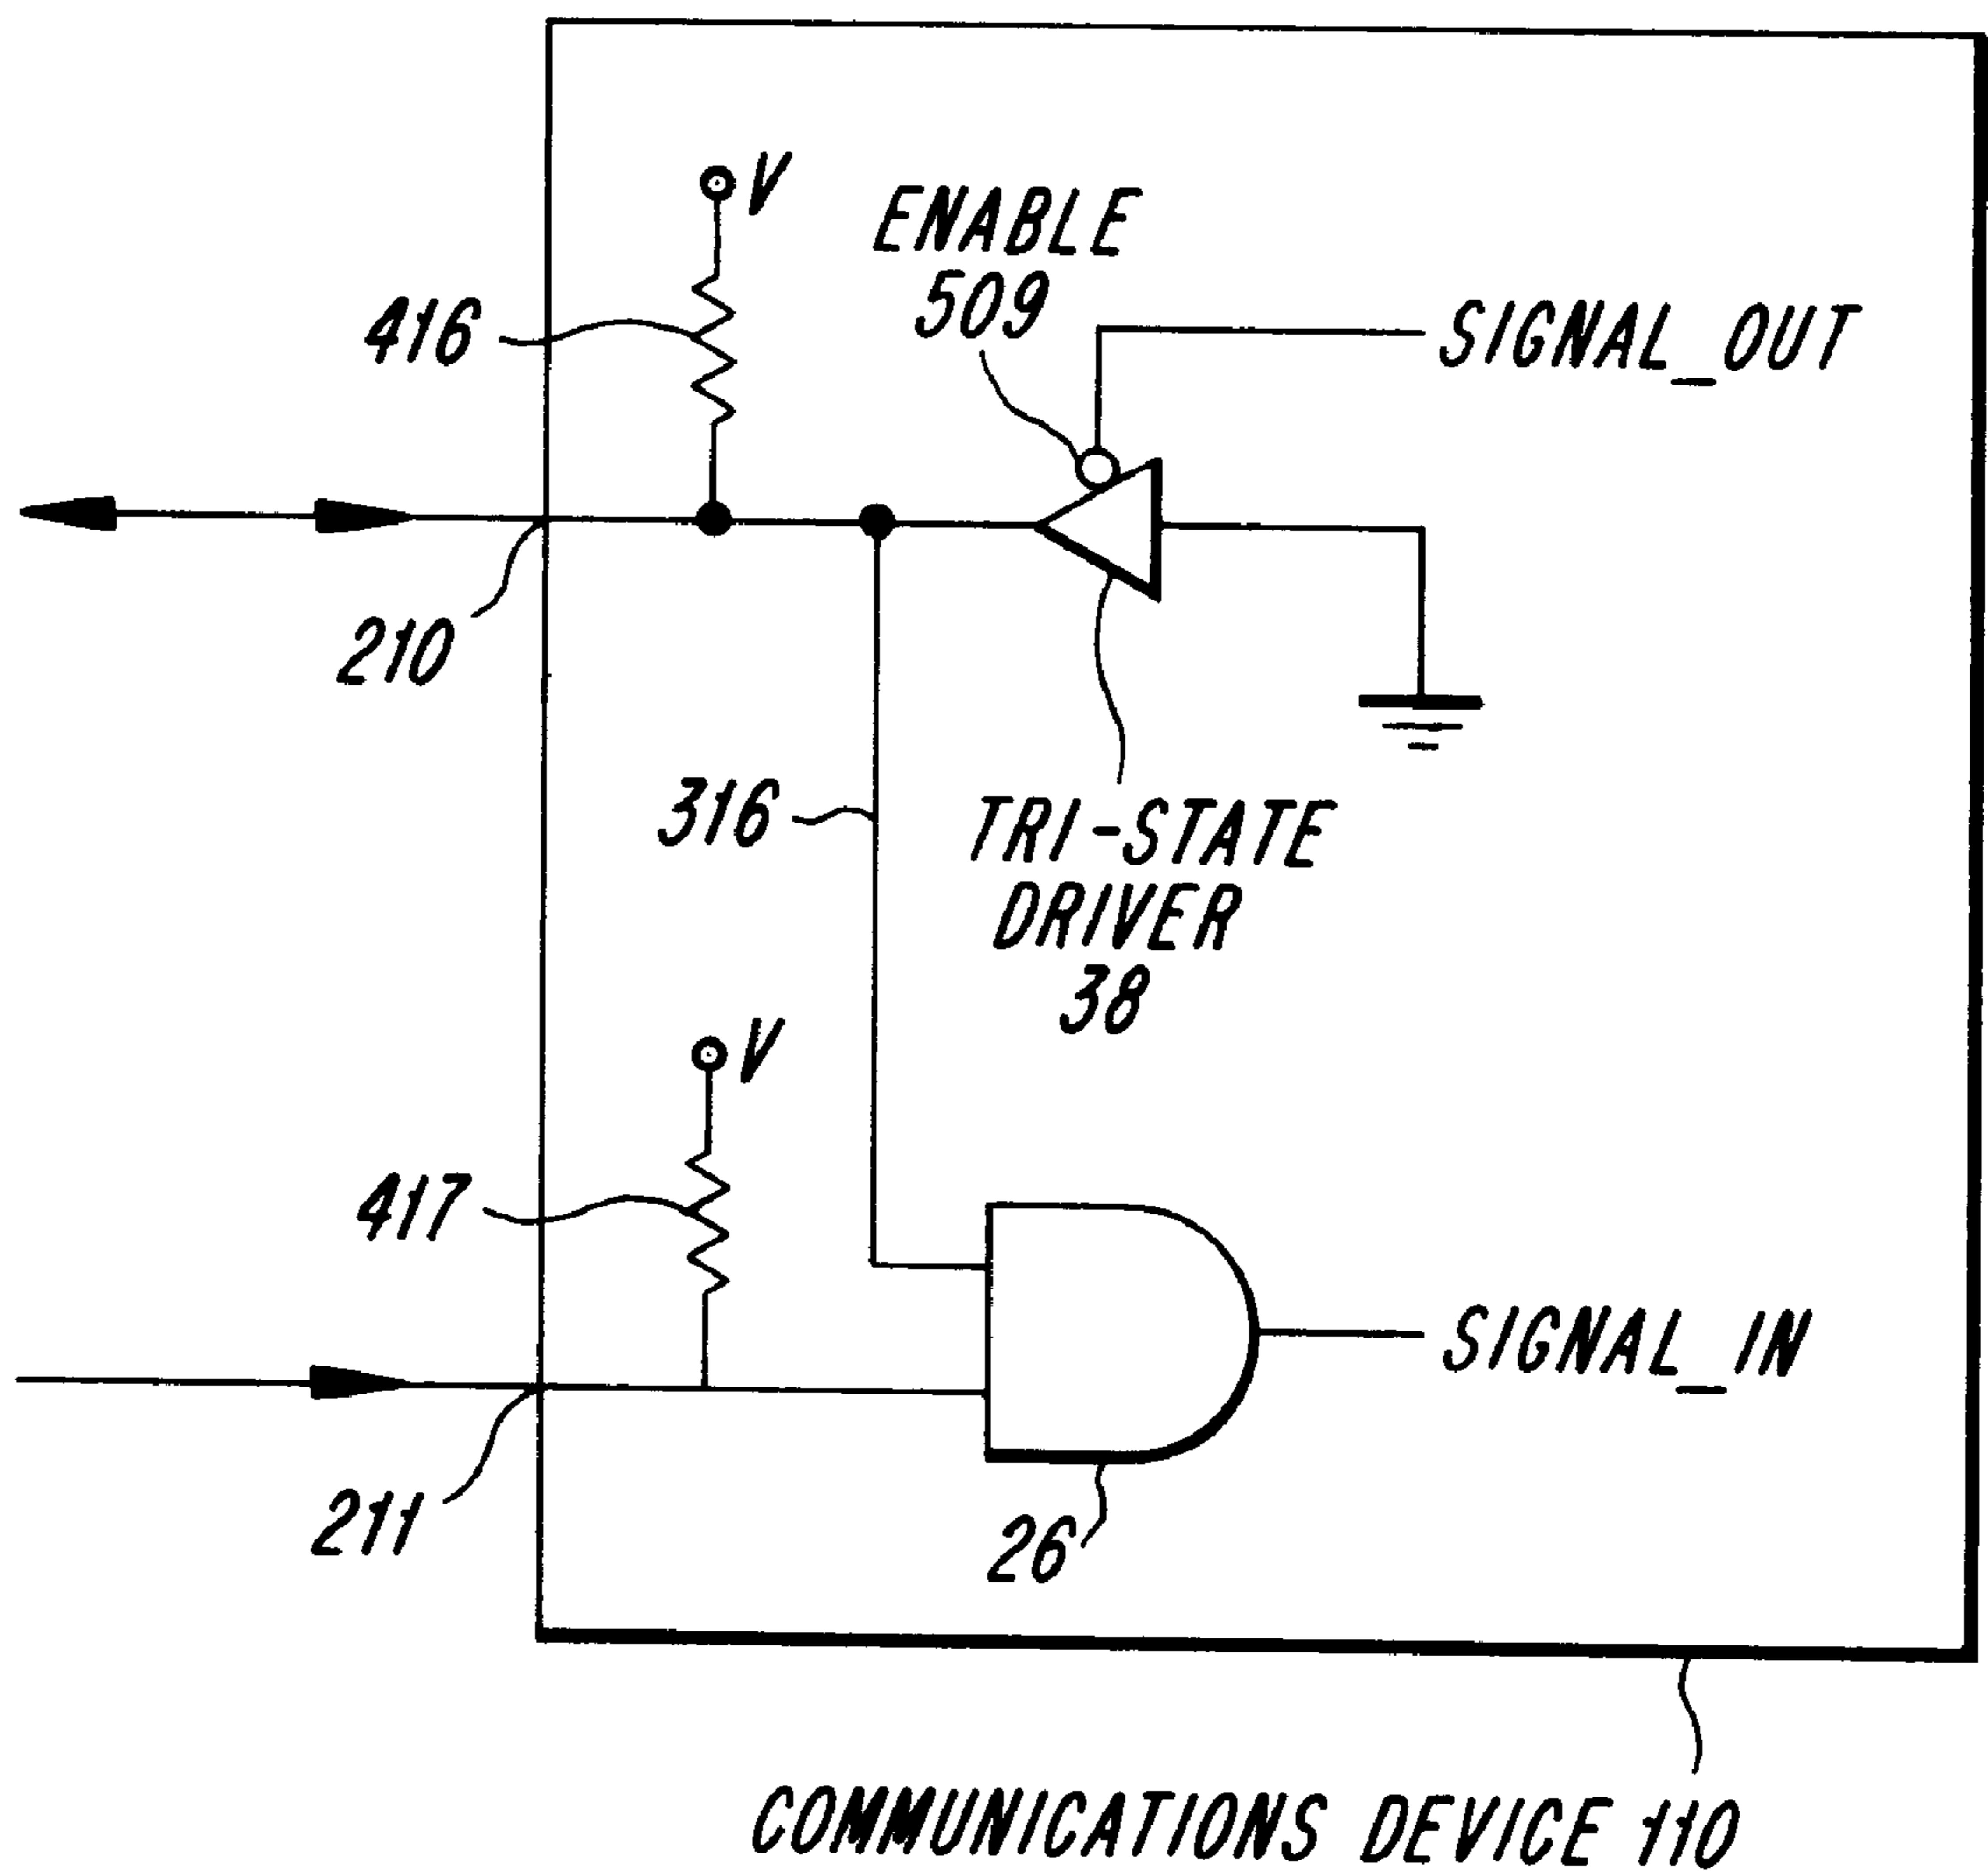 V
ENABLE
509
416
SIGNAL_OUT
210
316
TRI-STATE
DRIVER
38
V
417
SIGNAL_IN
211
26
COMMUNICATIONS DEVICE 110